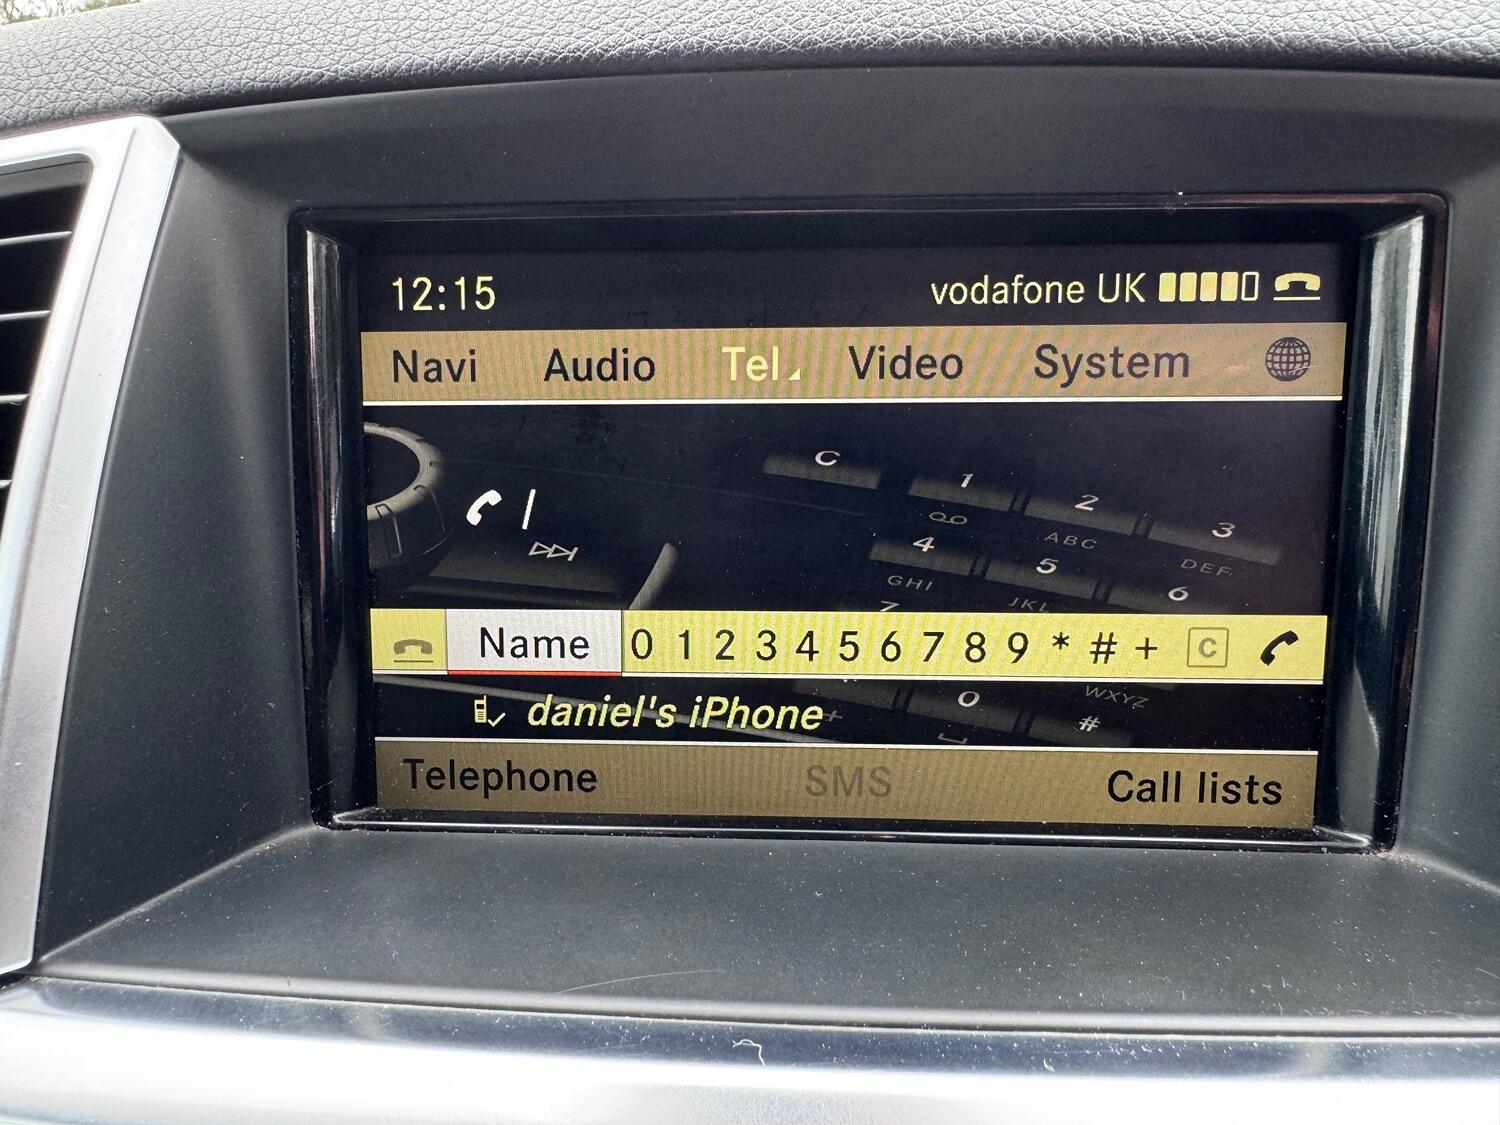 12:15 vodafone UK
Navi Audio Tel Video System
C 1 2 3
ABC DEF
4 5 6
GHI JKL
7
Name 0 1 2 3 4 5 6 7 8 9 * # + C
WXYZ
0 #
daniel's iPhone +
Telephone SMS Call lists